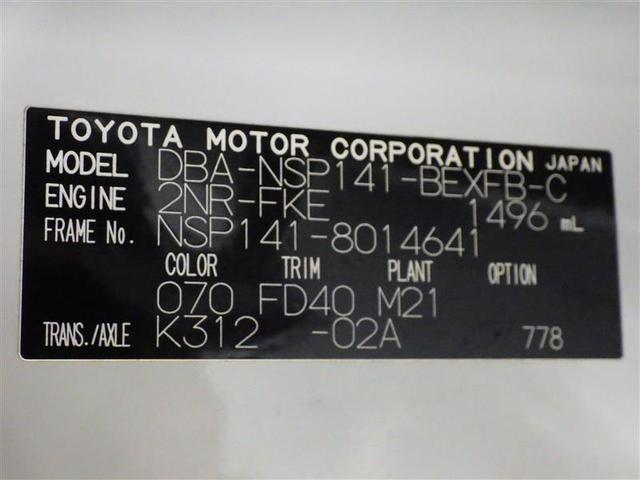 TOYOTA MOTOR CORPORATION JAPAN
MODEL DBA-NSP141-BEXFB-C
ENGINE 2NR-FKE 1496 mL
FRAME No. NSP141-8014641
COLOR TRIM PLANT OPTION
070 FD40 M21
TRANS./AXLE K312 -02A 778